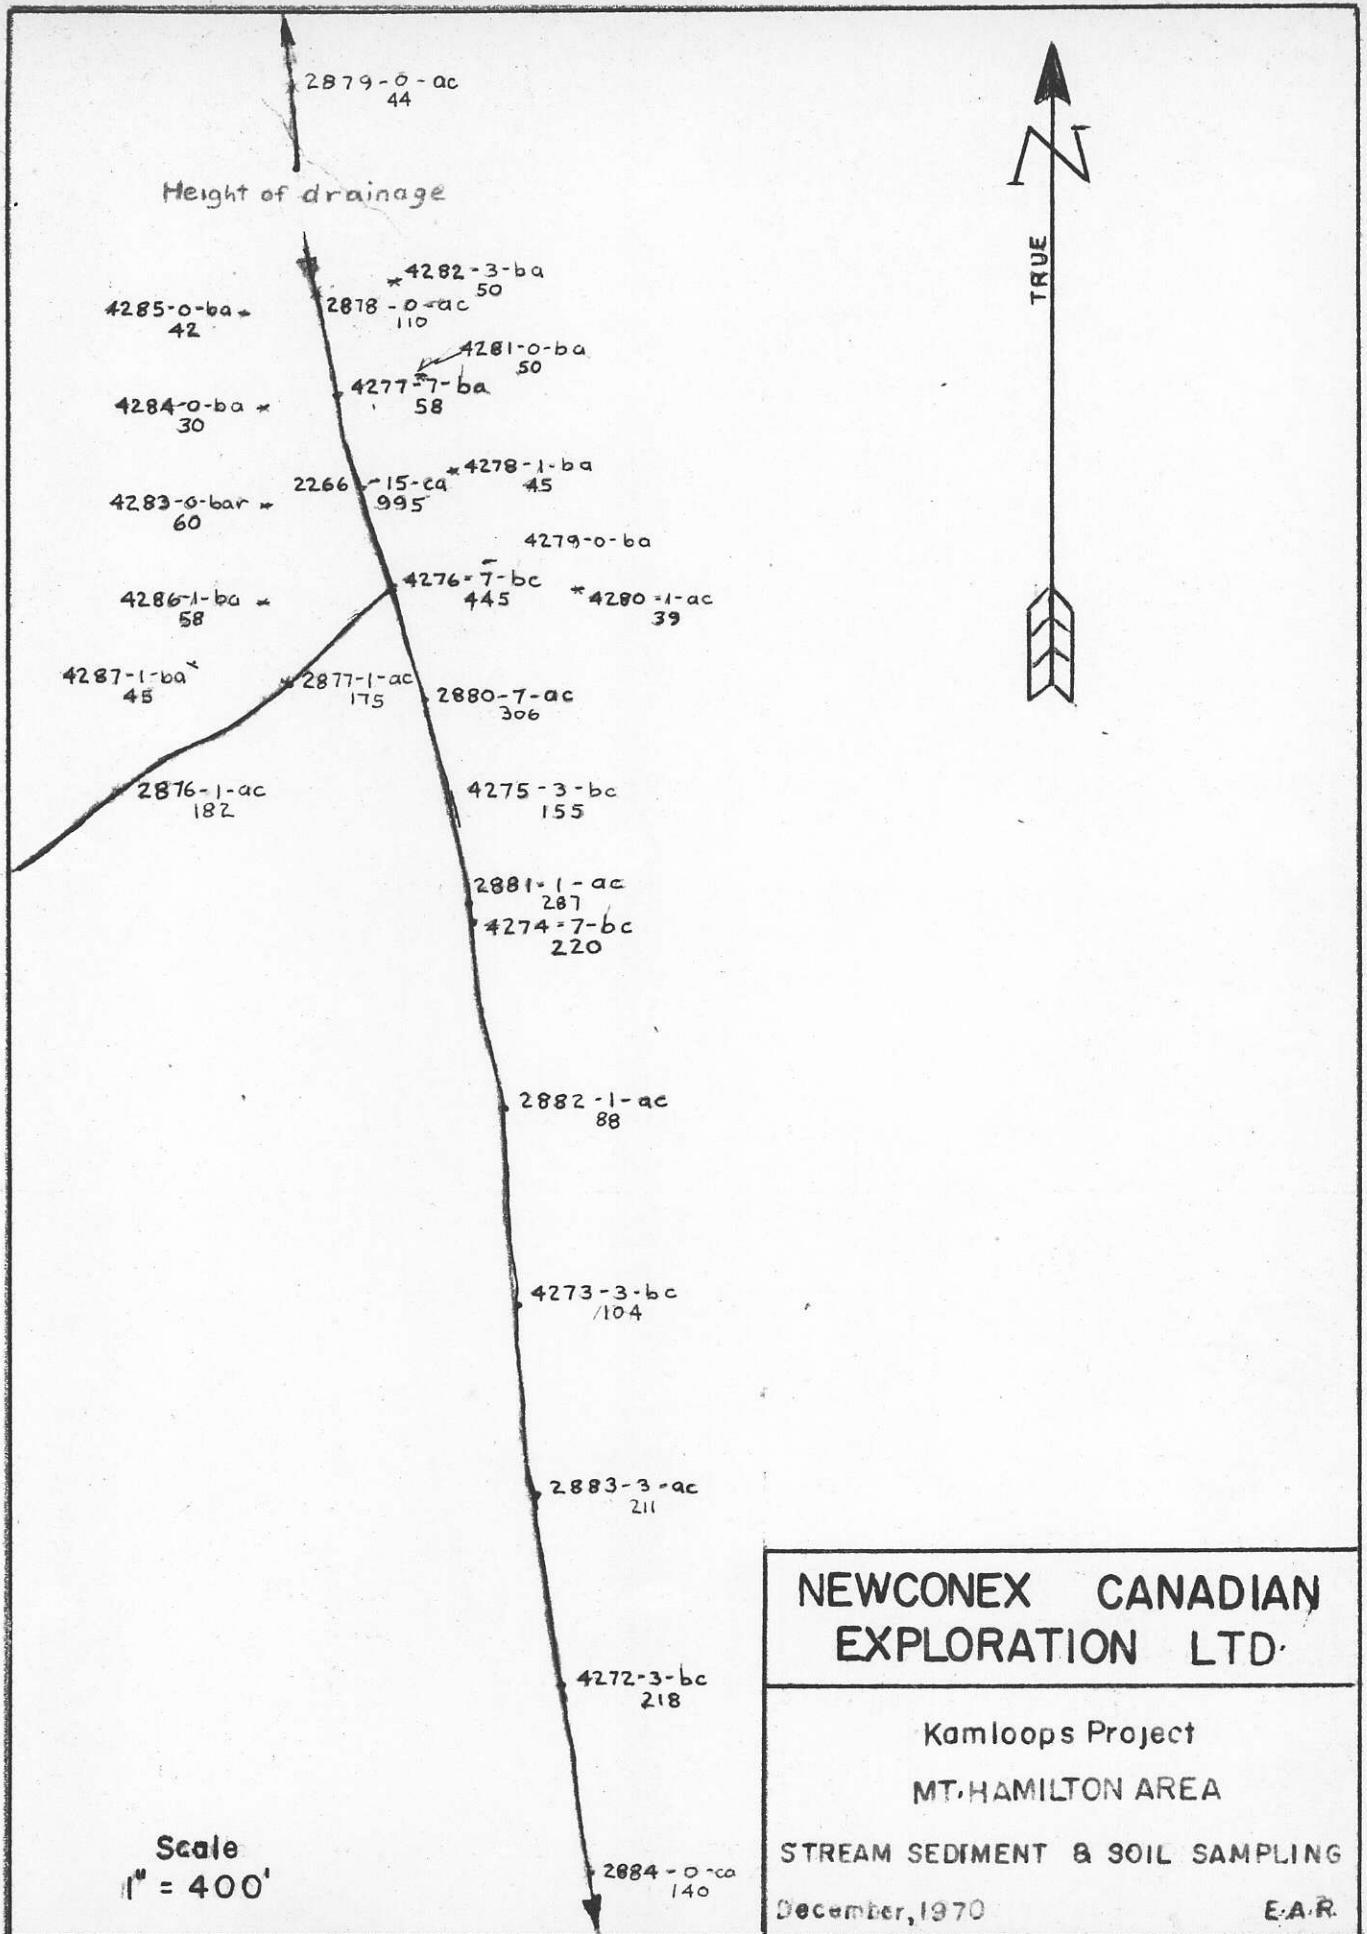 2879-0-ac
44
Height of drainage
4282-3-ba
50
2878-0-ac
110
4285-0-ba
42
4281-0-ba
50
4277-7-ba
58
4284-0-ba
30
4278-1-ba
45
2266-15-ca
995
4283-0-bar
60
4279-0-ba
4276-7-bc
445
4280-1-ac
39
4286-1-ba
58
4287-1-ba
45
2877-1-ac
175
2880-7-ac
306
2876-1-ac
182
4275-3-bc
155
2881-1-ac
287
4274-7-bc
220
2882-1-ac
88
4273-3-bc
104
2883-3-ac
211
4272-3-bc
218
2884-0-ca
140
Scale
1" = 400'
N
TRUE
NEWCONEX CANADIAN
EXPLORATION LTD.
Kamloops Project
MT. HAMILTON AREA
STREAM SEDIMENT & SOIL SAMPLING
December, 1970 E.A.R.